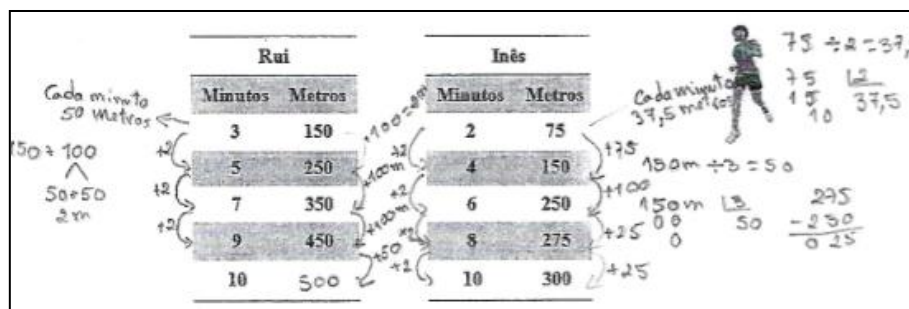 Rui
Minutos Metros
3 150
5 250
7 350
9 450
10 500
Cada minuto
50 metros
150 + 100
50+50
2 m
+2
+2
+2
+100=2m
+100m
+100m
+50
Inês
Minutos Metros
2 75
4 150
6 250
8 275
10 300
+2
+2
+2
+2
Cada minuto
37,5 metros
+75
+100
+25
+25
75 ÷ 2 = 37,
75 2
15 37,5
10
150m ÷ 3 = 50
150m 3
00 50
0
275
- 250
025